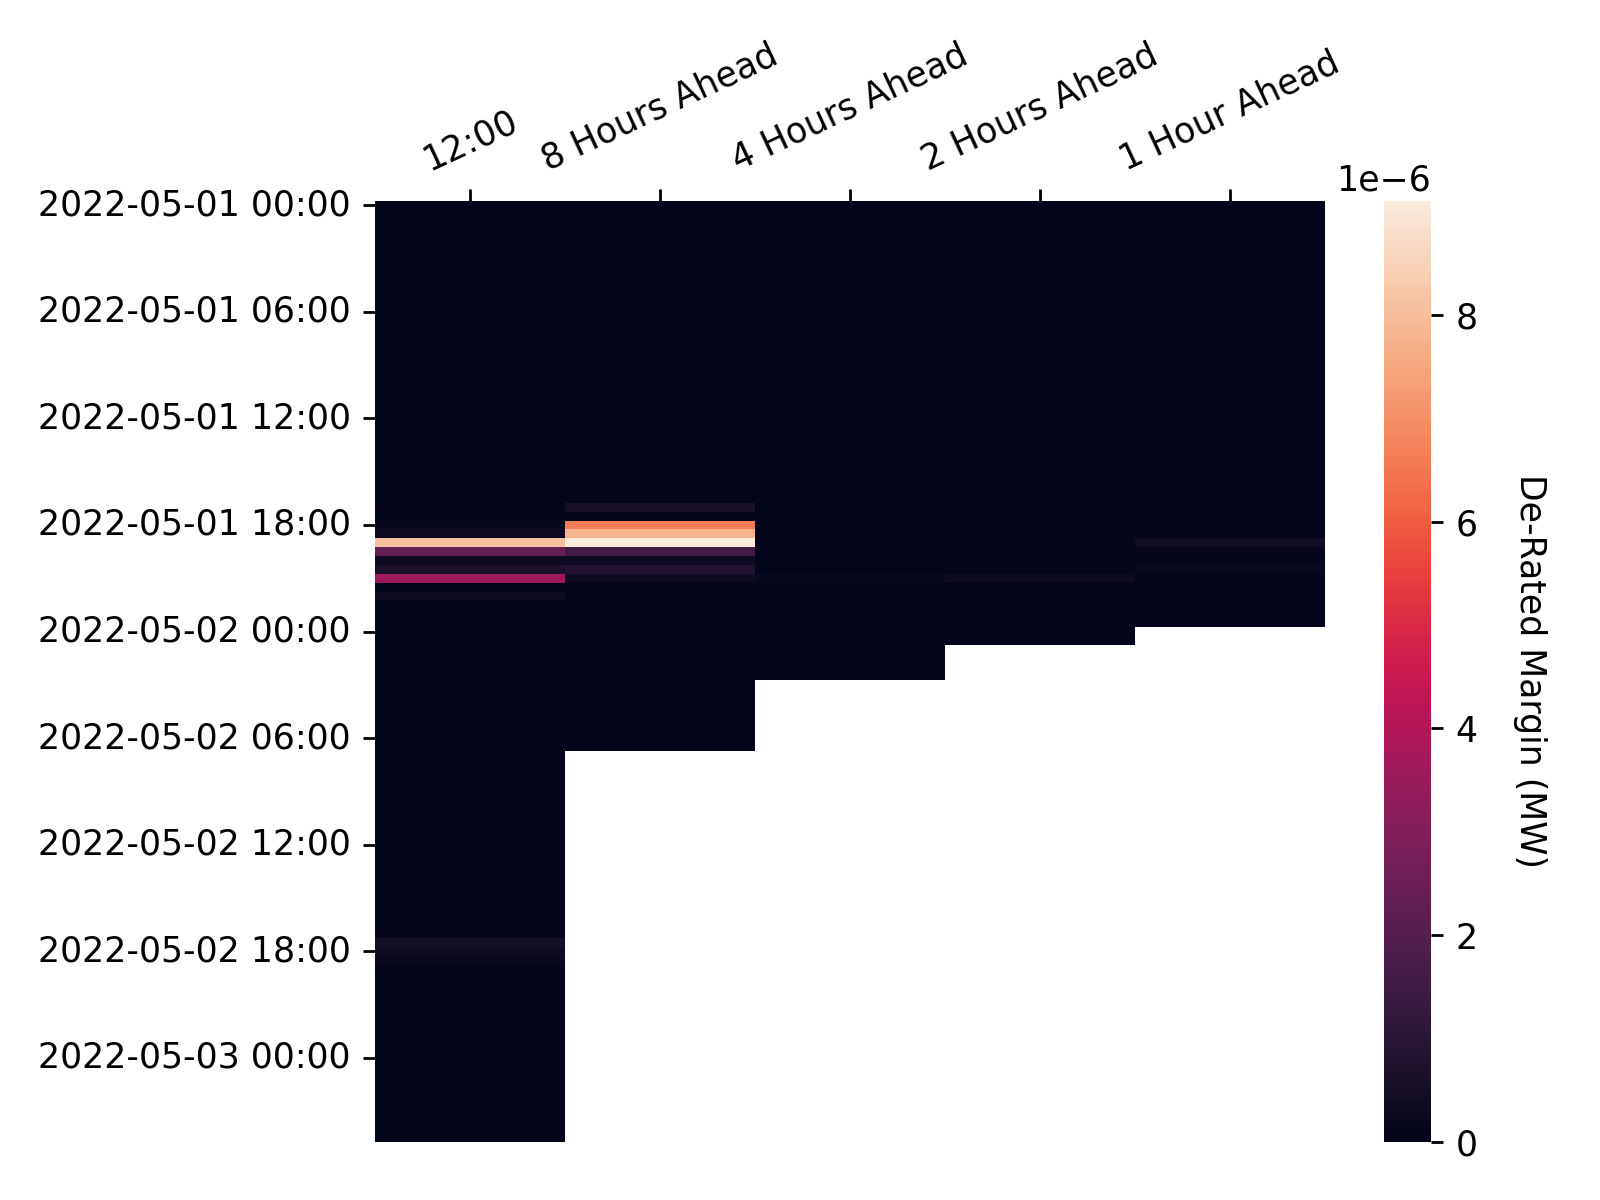 12:00
8 Hours Ahead
4 Hours Ahead
2 Hours Ahead
1 Hour Ahead
1e−6
2022-05-01 00:00
2022-05-01 06:00
2022-05-01 12:00
2022-05-01 18:00
2022-05-02 00:00
2022-05-02 06:00
2022-05-02 12:00
2022-05-02 18:00
2022-05-03 00:00
8
6
4
2
0
De-Rated Margin (MW)